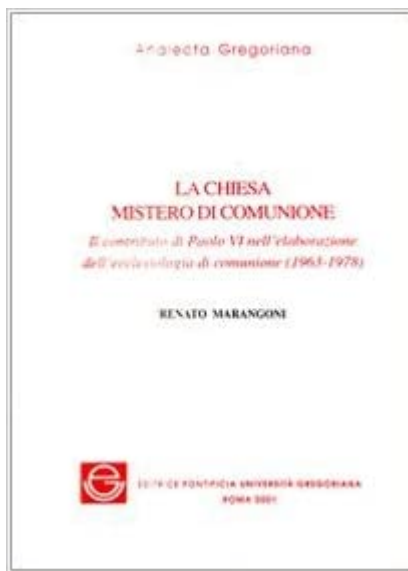 Analecta Gregoriana
LA CHIESA
MISTERO DI COMUNIONE
Il contributo di Paolo VI nell'elaborazione
dell'ecclesiologia di comunione (1963-1978)
RENATO MARANGONI
EDITRICE PONTIFICIA UNIVERSITÀ GREGORIANA
ROMA 2001